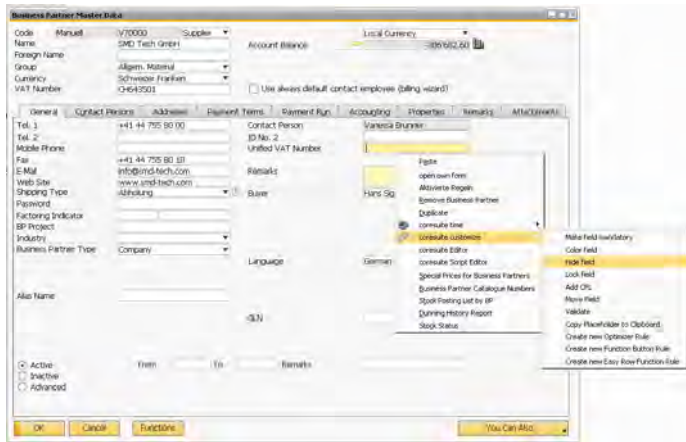 Business Partner Master Data
Code Manuell V70000 Supplier Local Currency
Name SMD Tech GmbH Account Balance
Foreign Name
Group Allgem. Material
Currency Schweizer Franken
VAT Number CH643501 Use always default contact employee (billing wizard)
General Contact Persons Addresses Payment Terms Payment Run Accounting Properties Remarks Attachments
Tel. 1 +41 44 755 80 00 Contact Person Vanessa Brunner
Tel. 2 ID No. 2
Mobile Phone Unified VAT Number
Fax +41 44 755 80 10
E-Mail info@smd-tech.com Remarks
Web Site www.smd-tech.com
Shipping Type Abholung Buyer Hans Sig
Password
Factoring Indicator
BP Project
Industry
Business Partner Type Company
Language German
Alias Name
GLN
Active From To Remarks
Inactive
Advanced
OK Cancel Functions You Can Also
Paste
open own form
Aktivierte Regeln
Remove Business Partner
Duplicate
coresuite time
coresuite customize
coresuite Editor
coresuite Script Editor
Special Prices for Business Partners
Business Partner Catalogue Numbers
Stock Posting List by BP
Dunning History Report
Stock Status
Make field mandatory
Color Field
Hide field
Lock field
Add CFL
Move Field
Validate
Copy Placeholder to Clipboard
Create new Optimizer Rule
Create new Function Button Rule
Create new Easy Row Function Rule